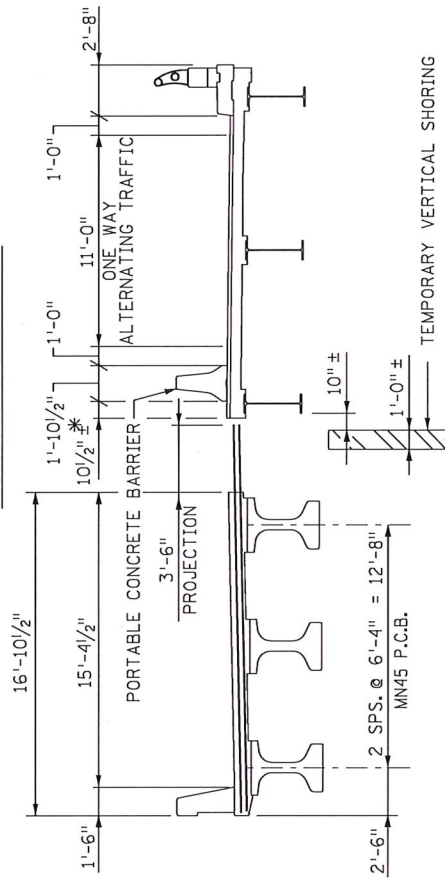 16'-10 1/2"
1'-6"
15'-4 1/2"
PORTABLE CONCRETE BARRIER
3'-6"
PROJECTION
10 1/2" ±
*
1'-10 1/2"
1'-0"
11'-0"
ONE WAY
ALTERNATING TRAFFIC
1'-0"
2'-8"
2'-6"
2 SPS. @ 6'-4" = 12'-8"
MN45 P.C.B.
10" ±
1'-0" ±
TEMPORARY VERTICAL SHORING